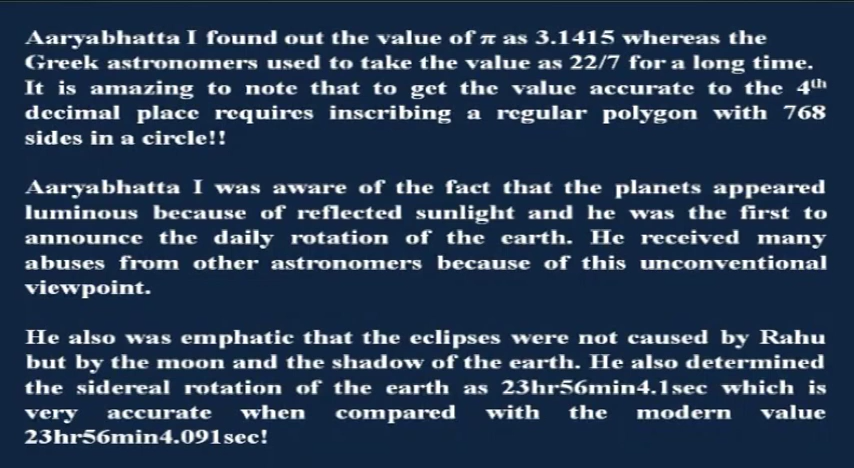 Aaryabhatta I found out the value of π as 3.1415 whereas the
Greek astronomers used to take the value as 22/7 for a long time.
It is amazing to note that to get the value accurate to the 4th
decimal place requires inscribing a regular polygon with 768
sides in a circle!!
Aaryabhatta I was aware of the fact that the planets appeared
luminous because of reflected sunlight and he was the first to
announce the daily rotation of the earth. He received many
abuses from other astronomers because of this unconventional
viewpoint.
He also was emphatic that the eclipses were not caused by Rahu
but by the moon and the shadow of the earth. He also determined
the sidereal rotation of the earth as 23hr56min4.1sec which is
very accurate when compared with the modern value
23hr56min4.091sec!